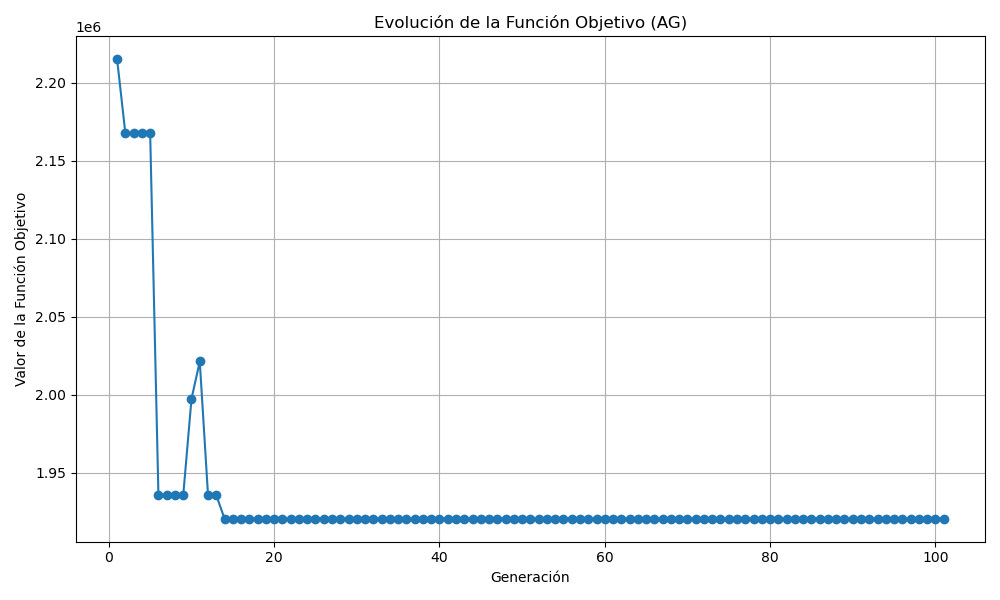 Evolución de la Función Objetivo (AG)
1e6
2.20
2.15
2.10
2.05
2.00
1.95
Valor de la Función Objetivo
0 20 40 60 80 100
Generación